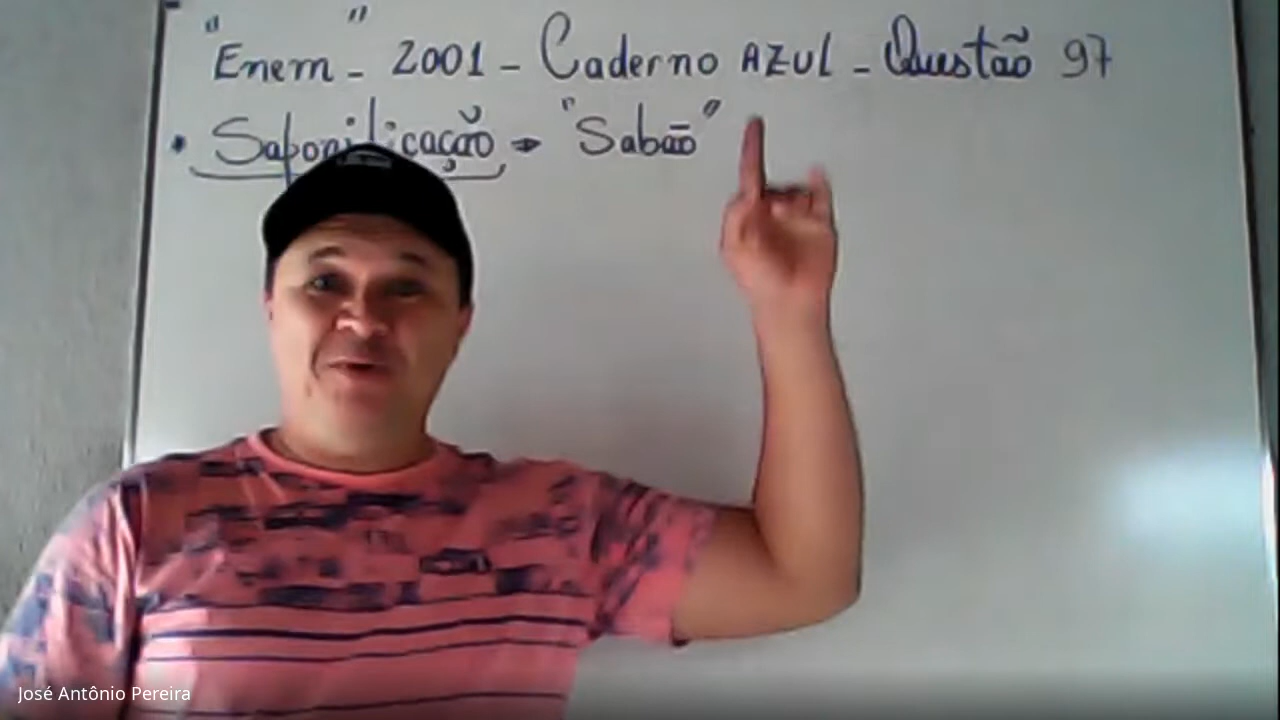 "Enem" - 2001 - Caderno AZUL - Questão 97
• Saponificação → "Sabão"
José Antônio Pereira